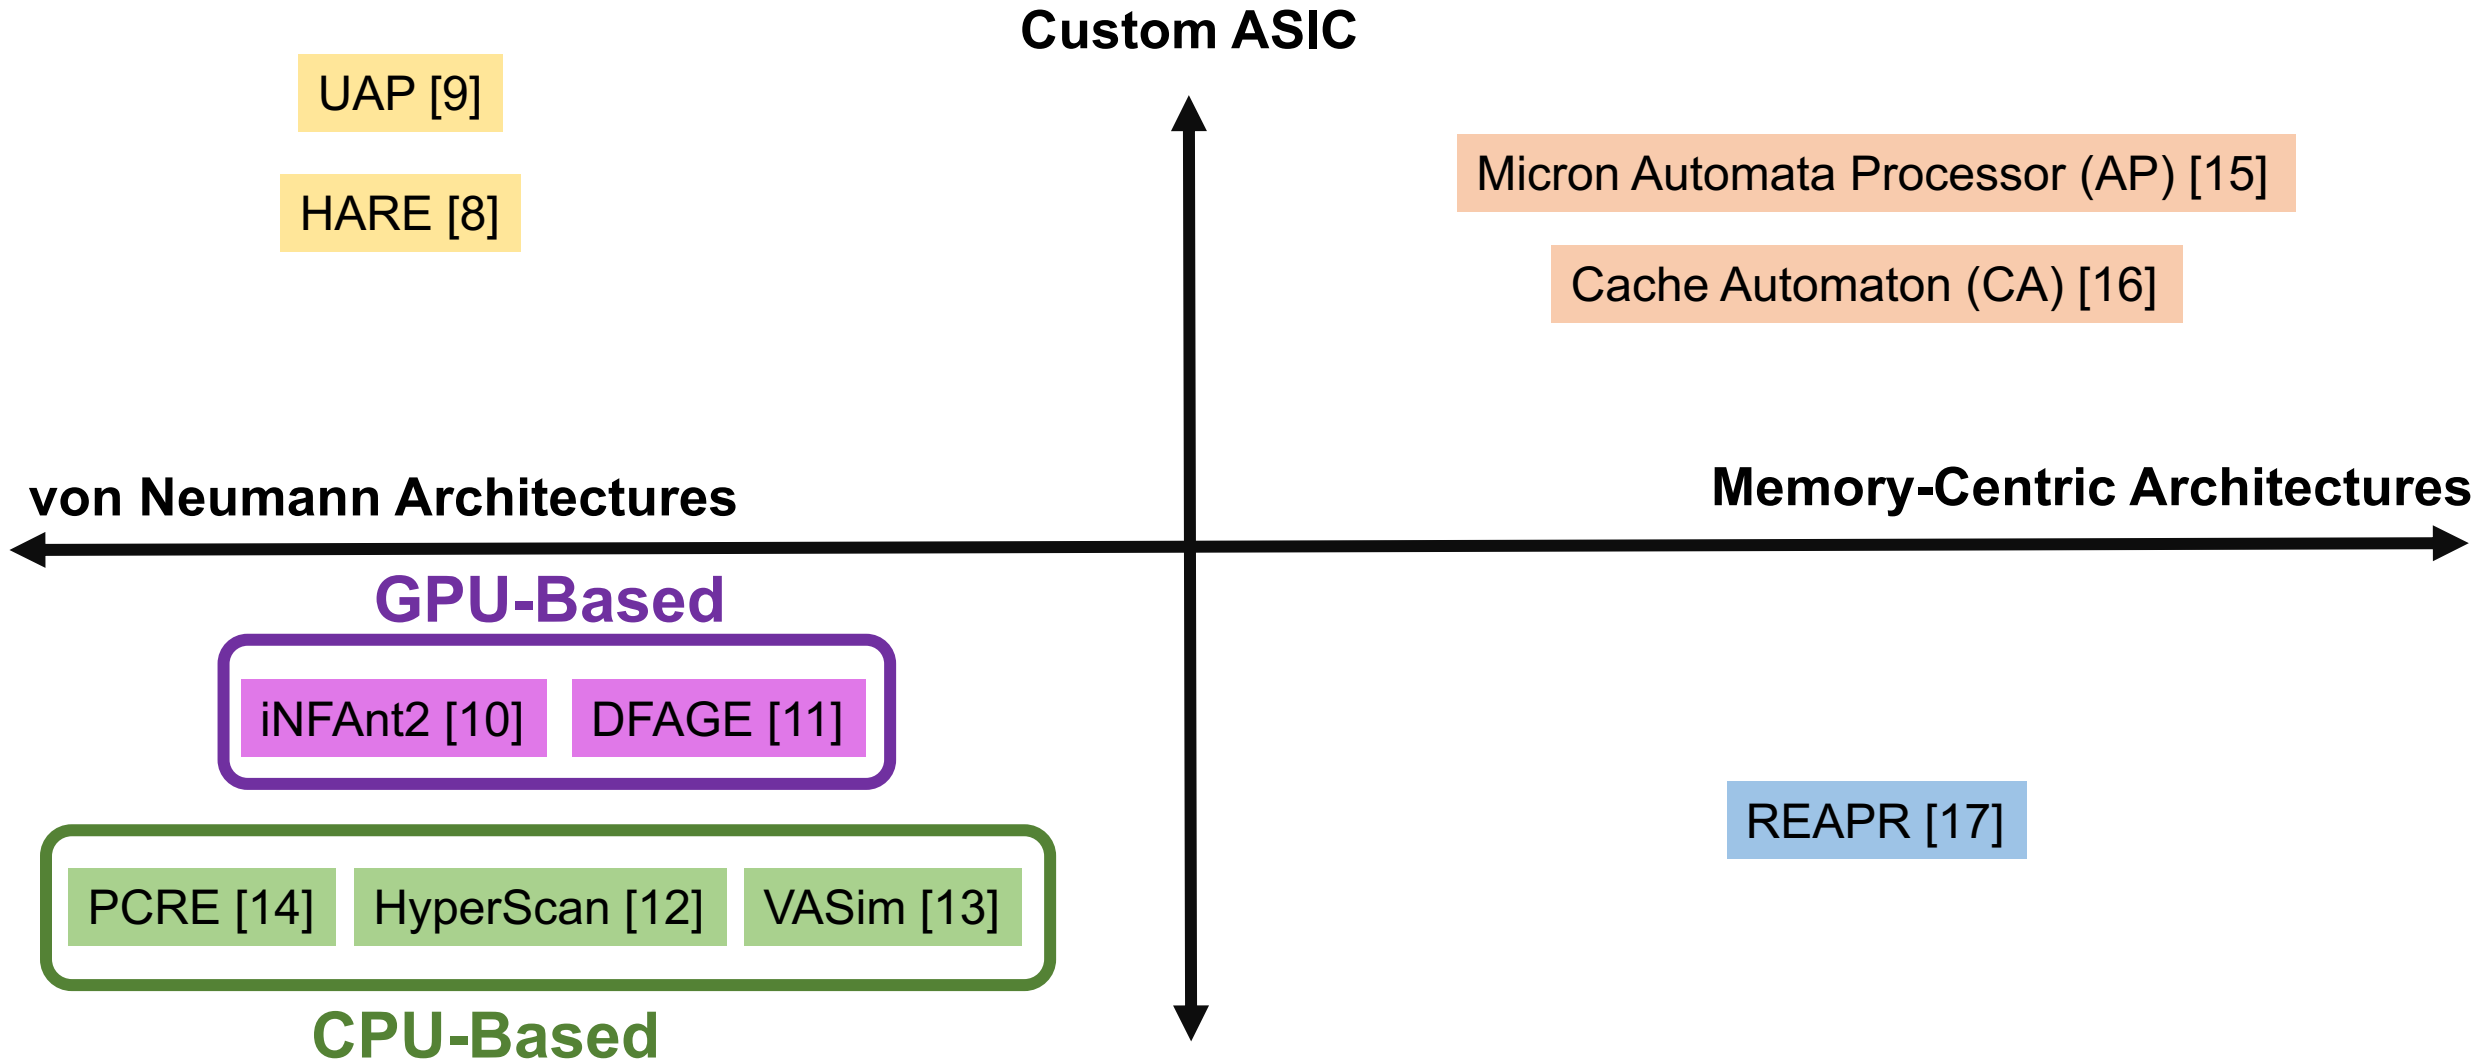 Custom ASIC
UAP [9]
HARE [8]
Micron Automata Processor (AP) [15]
Cache Automaton (CA) [16]
von Neumann Architectures
Memory-Centric Architectures
GPU-Based
iNFAnt2 [10]
DFAGE [11]
REAPR [17]
PCRE [14]
HyperScan [12]
VASim [13]
CPU-Based